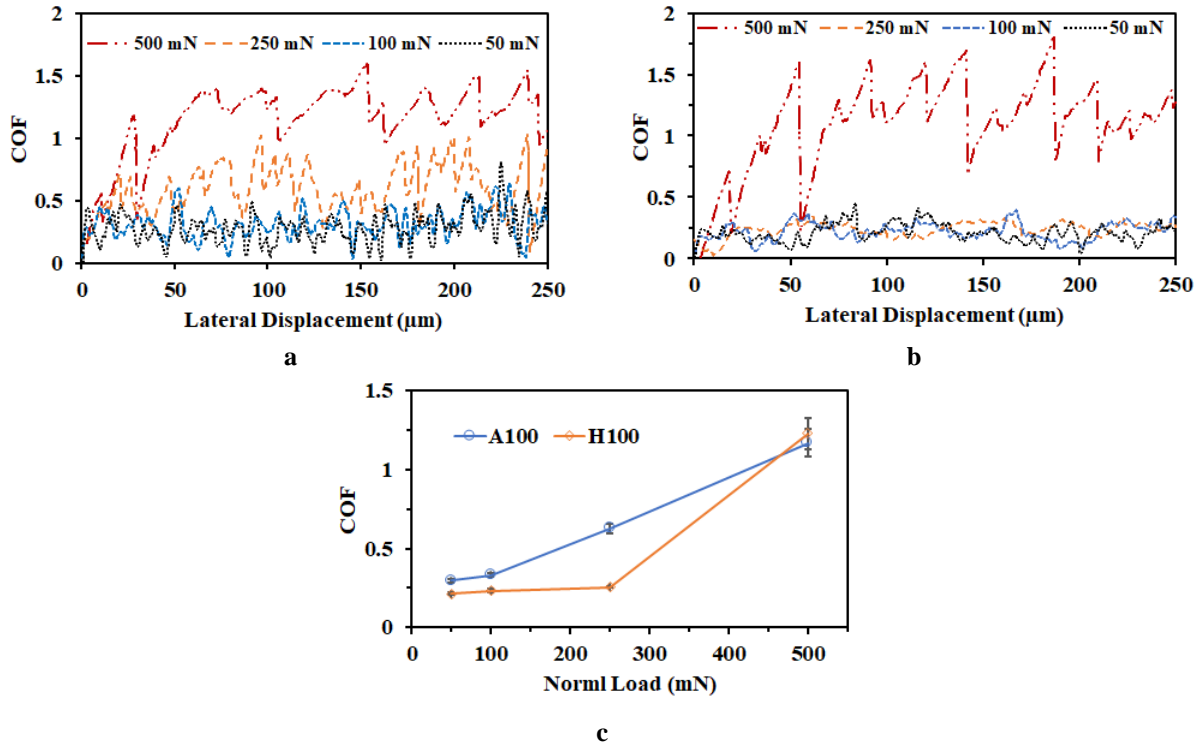 2
1.5
1
0.5
0
COF
500 mN 250 mN 100 mN 50 mN
0 50 100 150 200 250
Lateral Displacement (µm)
a
2
1.5
1
0.5
0
COF
500 mN 250 mN 100 mN 50 mN
0 50 100 150 200 250
Lateral Displacement (µm)
b
1.5
1
0.5
0
COF
A100 H100
0 100 200 300 400 500
Norml Load (mN)
c